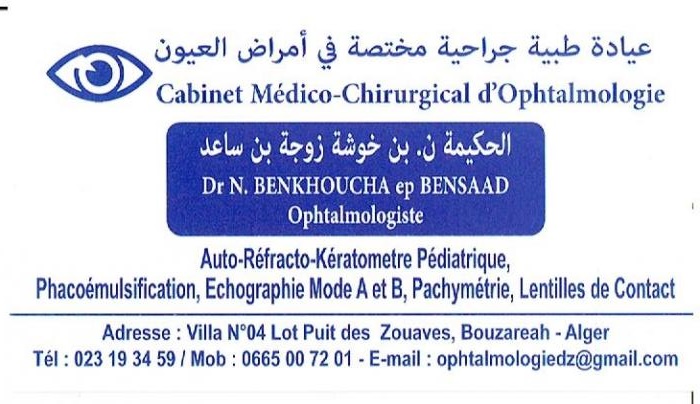 عيادة طبية جراحية مختصة في أمراض العيون
Cabinet Médico-Chirurgical d'Ophtalmologie
الحكيمة ن. بن خوشة زوجة بن ساعد
Dr N. BENKHOUCHA ep BENSAAD
Ophtalmologiste
Auto-Réfracto-Kératometre Pédiatrique,
Phacoémulsification, Echographie Mode A et B, Pachymétrie, Lentilles de Contact
Adresse : Villa N°04 Lot Puit des Zouaves, Bouzareah - Alger
Tél : 023 19 34 59 / Mob : 0665 00 72 01 - E-mail : ophtalmologiedz@gmail.com